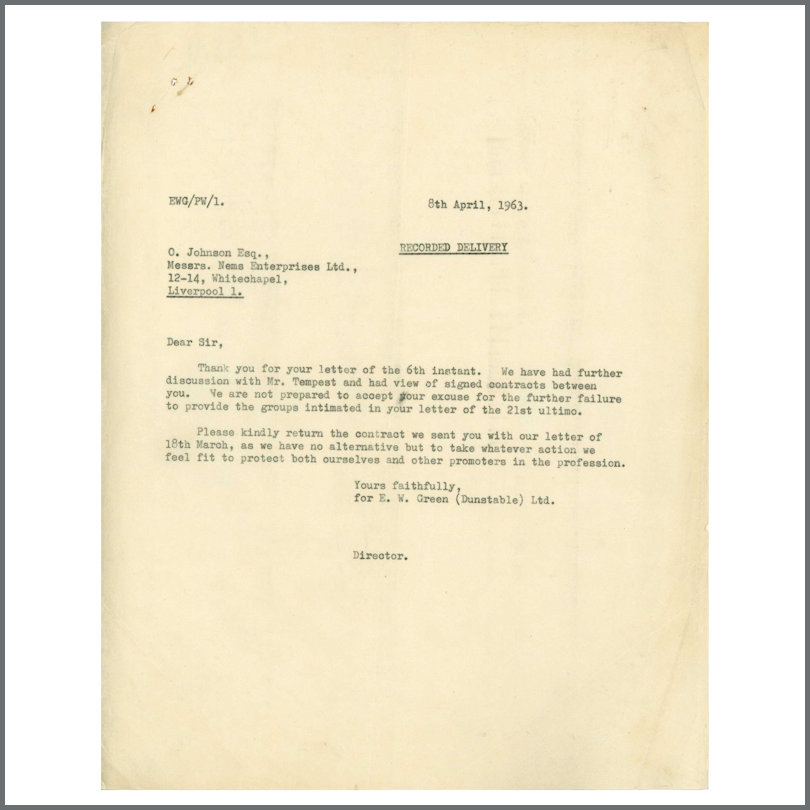 EWG/PW/1.
8th April, 1963.
RECORDED DELIVERY
O. Johnson Esq.,
Messrs. Nems Enterprises Ltd.,
12-14, Whitechapel,
Liverpool 1.
Dear Sir,
Thank you for your letter of the 6th instant. We have had further
discussion with Mr. Tempest and had view of signed contracts between
you. We are not prepared to accept your excuse for the further failure
to provide the groups intimated in your letter of the 21st ultimo.
Please kindly return the contract we sent you with our letter of
18th March, as we have no alternative but to take whatever action we
feel fit to protect both ourselves and other promoters in the profession.
Yours faithfully,
for E. W. Green (Dunstable) Ltd.
Director.